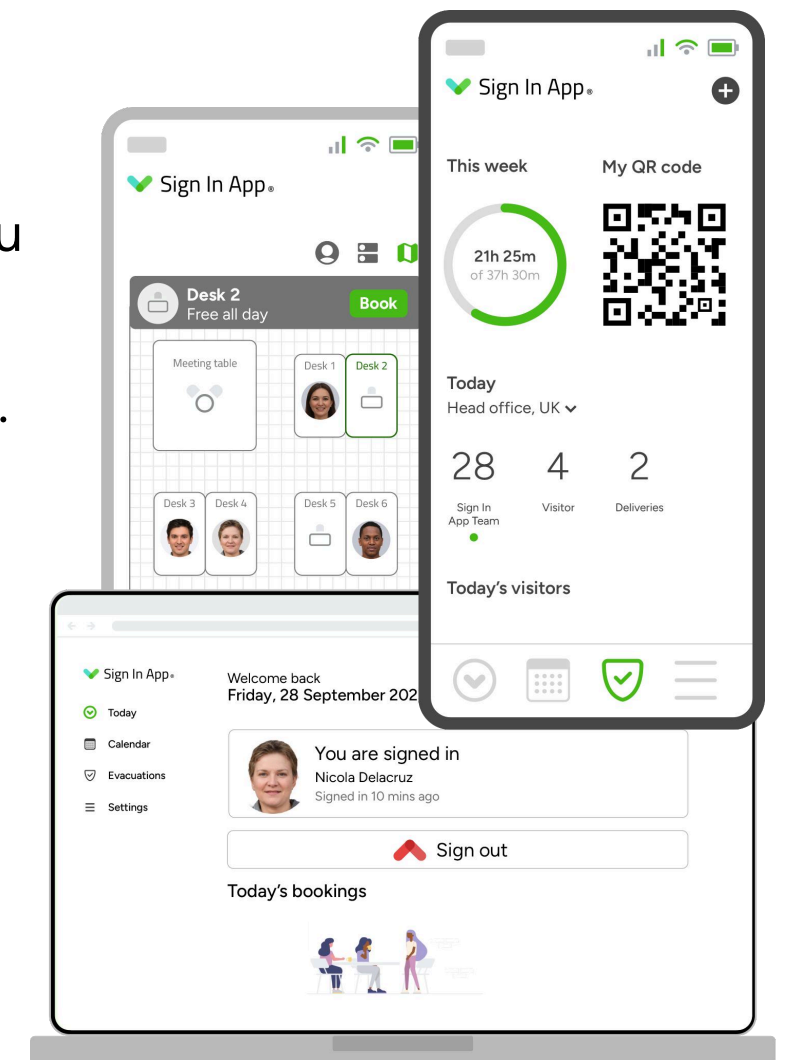 u
.
Sign In App®
This week
My QR code
21h 25m
of 37h 30m
Today
Head office, UK
28
4
2
Sign In
App Team
Visitor
Deliveries
Today's visitors
Sign In App®
Desk 2
Free all day
Book
Meeting table
Desk 1
Desk 2
Desk 3
Desk 4
Desk 5
Desk 6
Sign In App®
Today
Calendar
Evacuations
Settings
Welcome back
Friday, 28 September 202
You are signed in
Nicola Delacruz
Signed in 10 mins ago
Sign out
Today's bookings